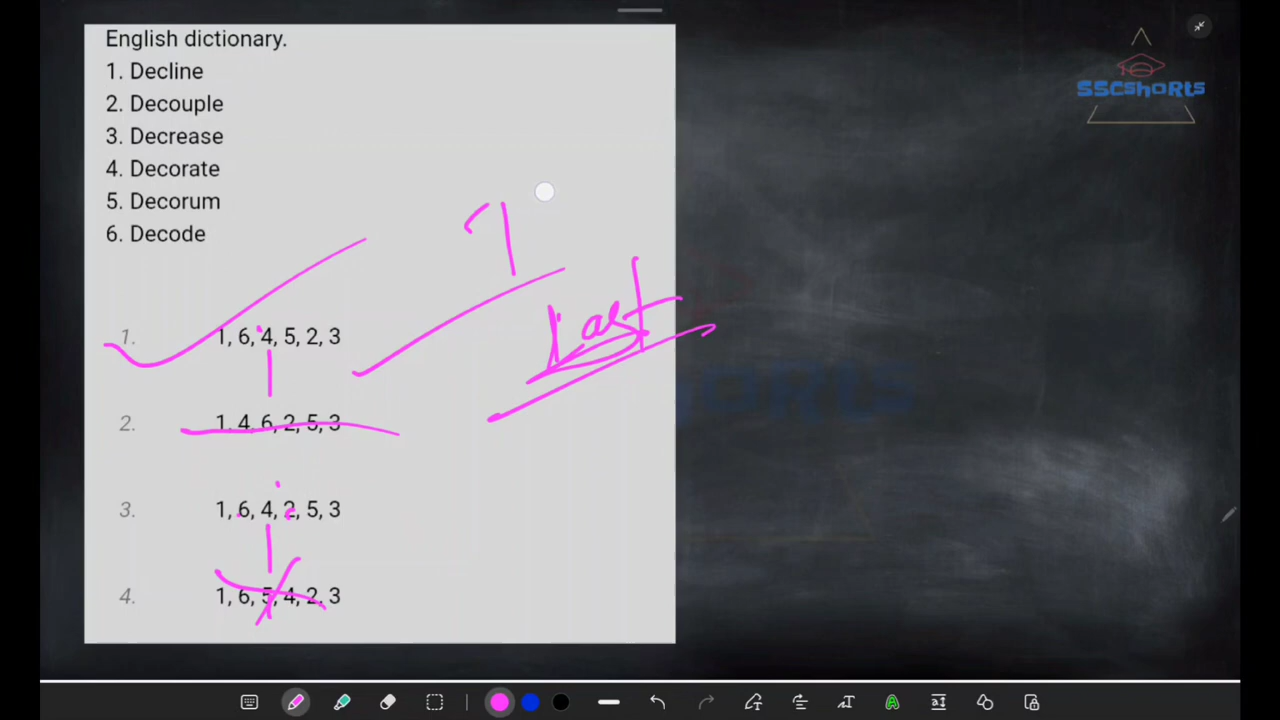 English dictionary.
1. Decline
2. Decouple
3. Decrease
4. Decorate
5. Decorum
6. Decode
1. 1, 6, 4, 5, 2, 3
2. 1, 4, 6, 2, 5, 3
3. 1, 6, 4, 2, 5, 3
4. 1, 6, 5, 4, 2, 3
Last
SSCshoRts